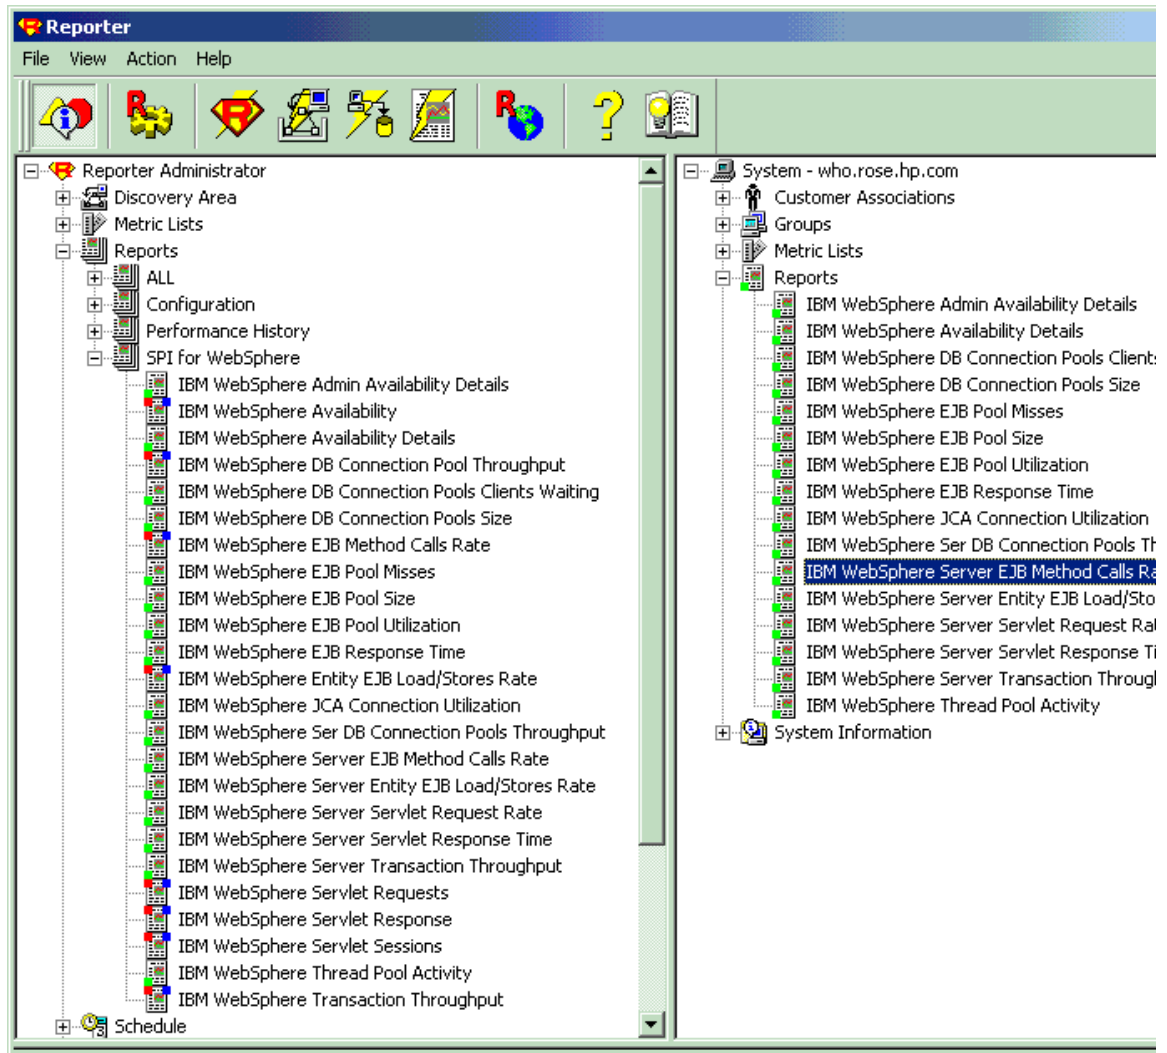 Reporter
File View Action Help
Reporter Administrator
Discovery Area
Metric Lists
Reports
ALL
Configuration
Performance History
SPI for WebSphere
IBM WebSphere Admin Availability Details
IBM WebSphere Availability
IBM WebSphere Availability Details
IBM WebSphere DB Connection Pool Throughput
IBM WebSphere DB Connection Pools Clients Waiting
IBM WebSphere DB Connection Pools Size
IBM WebSphere EJB Method Calls Rate
IBM WebSphere EJB Pool Misses
IBM WebSphere EJB Pool Size
IBM WebSphere EJB Pool Utilization
IBM WebSphere EJB Response Time
IBM WebSphere Entity EJB Load/Stores Rate
IBM WebSphere JCA Connection Utilization
IBM WebSphere Ser DB Connection Pools Throughput
IBM WebSphere Server EJB Method Calls Rate
IBM WebSphere Server Entity EJB Load/Stores Rate
IBM WebSphere Server Servlet Request Rate
IBM WebSphere Server Servlet Response Time
IBM WebSphere Server Transaction Throughput
IBM WebSphere Servlet Requests
IBM WebSphere Servlet Response
IBM WebSphere Servlet Sessions
IBM WebSphere Thread Pool Activity
IBM WebSphere Transaction Throughput
Schedule
System - who.rose.hp.com
Customer Associations
Groups
Metric Lists
Reports
IBM WebSphere Admin Availability Details
IBM WebSphere Availability Details
IBM WebSphere DB Connection Pools Clients
IBM WebSphere DB Connection Pools Size
IBM WebSphere EJB Pool Misses
IBM WebSphere EJB Pool Size
IBM WebSphere EJB Pool Utilization
IBM WebSphere EJB Response Time
IBM WebSphere JCA Connection Utilization
IBM WebSphere Ser DB Connection Pools Th
IBM WebSphere Server EJB Method Calls Ra
IBM WebSphere Server Entity EJB Load/Sto
IBM WebSphere Server Servlet Request Rat
IBM WebSphere Server Servlet Response Ti
IBM WebSphere Server Transaction Through
IBM WebSphere Thread Pool Activity
System Information